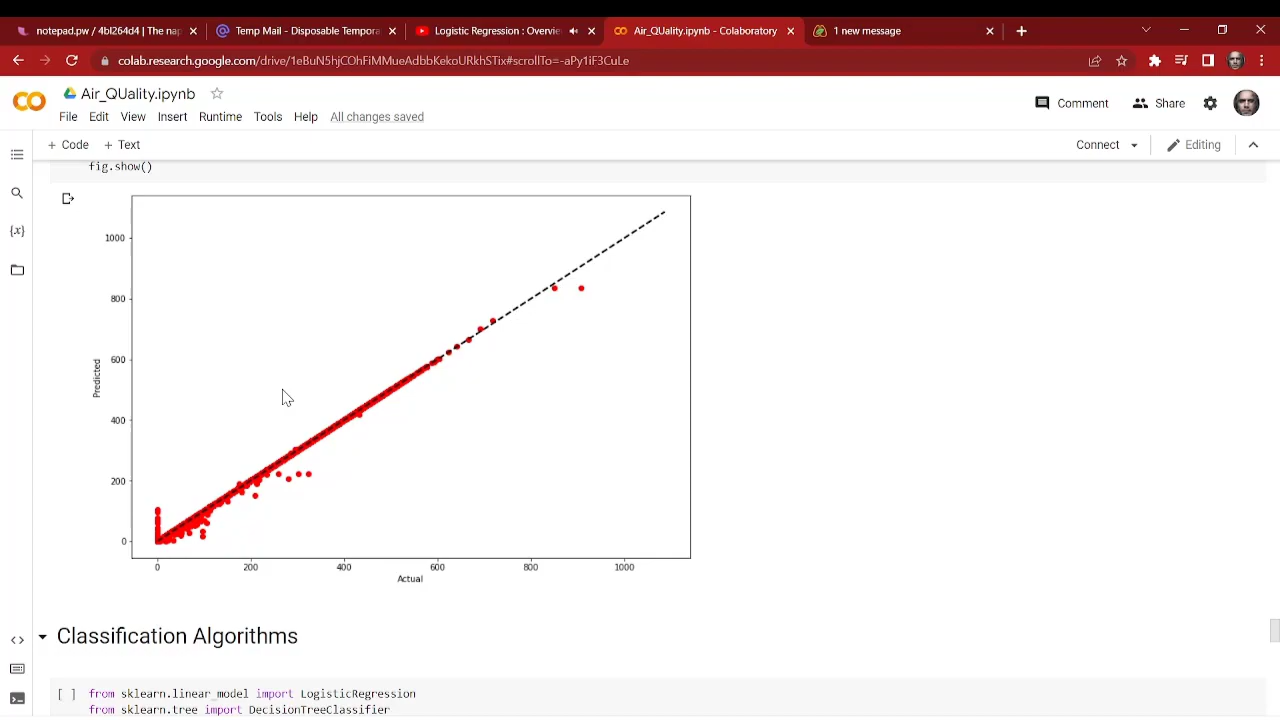 notepad.pw / 4bl264d4 | The nap
Temp Mail - Disposable Tempora
Logistic Regression : Overvie
Air_QUality.ipynb - Colaboratory
1 new message
colab.research.google.com/drive/1eBuN5hjCOhFiMMueAdbbKekoURkhSTix#scrollTo=-aPy1iF3CuLe
Air_QUality.ipynb
Comment
Share
File Edit View Insert Runtime Tools Help All changes saved
+ Code + Text
Connect
Editing
fig.show()
{x}
1000
800
600
400
200
0
Predicted
0 200 400 600 800 1000
Actual
Classification Algorithms
[ ] from sklearn.linear_model import LogisticRegression
from sklearn.tree import DecisionTreeClassifier